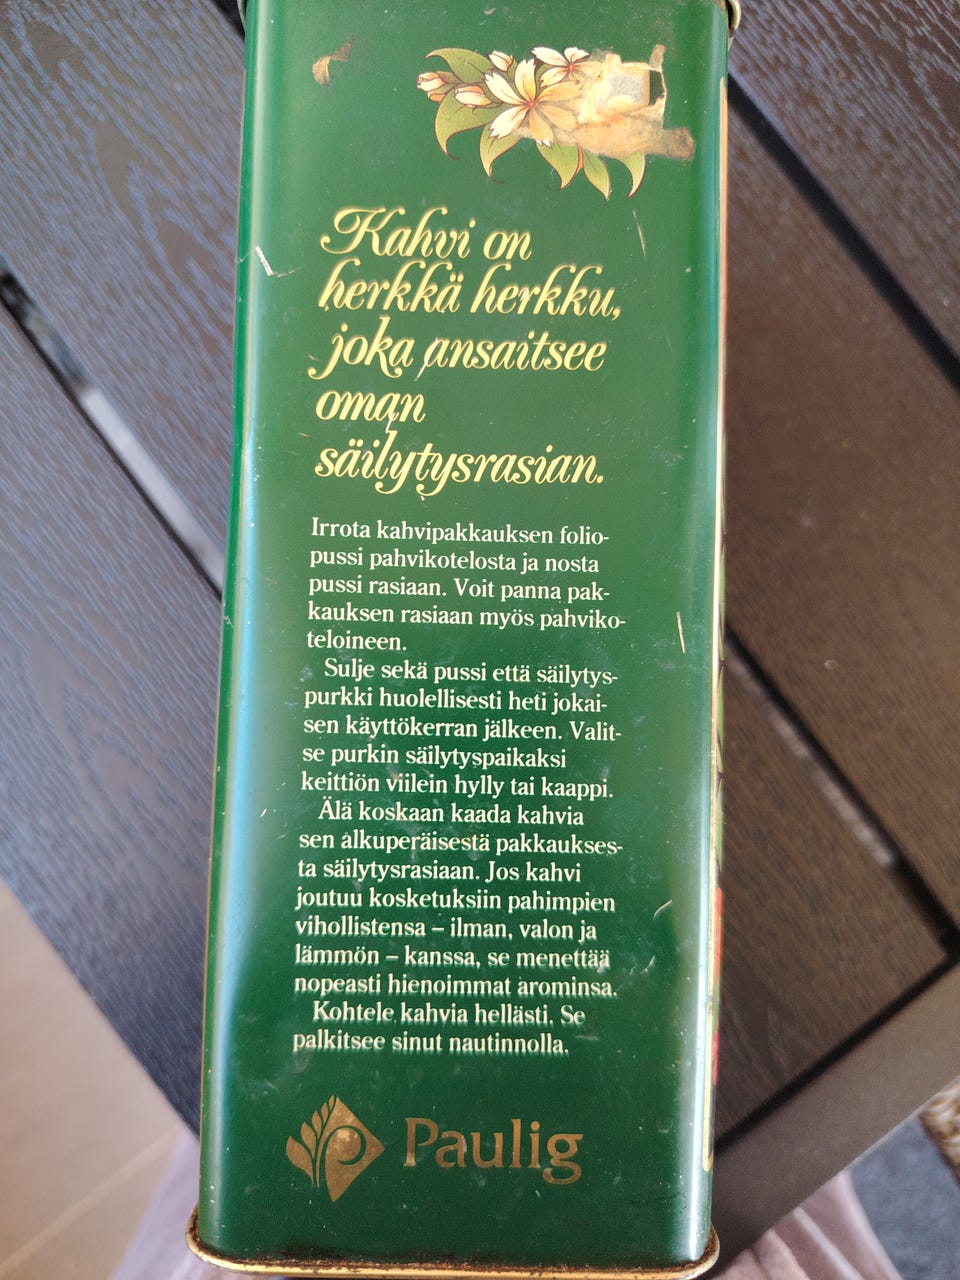 Kahvi on
herkkä herkku,
joka ansaitsee
oman
säilytysrasian.
Irrota kahvipakkauksen folio-
pussi pahvikotelosta ja nosta
pussi rasiaan. Voit panna pak-
kauksen rasiaan myös pahviko-
teloineen.
Sulje sekä pussi että säilytys-
purkki huolellisesti heti jokai-
sen käyttökerran jälkeen. Valit-
se purkin säilytyspaikaksi
keittiön viilein hylly tai kaappi.
Älä koskaan kaada kahvia
sen alkuperäisestä pakkaukses-
ta säilytysrasiaan. Jos kahvi
joutuu kosketuksiin pahimpien
vihollistensa – ilman, valon ja
lämmön – kanssa, se menettää
nopeasti hienoimmat arominsa.
Kohtele kahvia hellästi. Se
palkitsee sinut nautinnolla.
Paulig